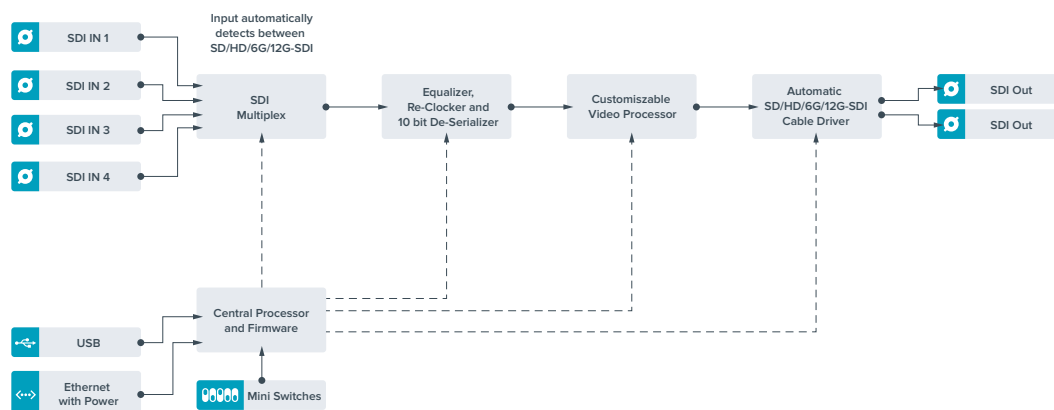 Input automatically
detects between
SD/HD/6G/12G-SDI
SDI IN 1
SDI IN 2
SDI IN 3
SDI IN 4
SDI
Multiplex
Equalizer,
Re-Clocker and
10 bit De-Serializer
Customiszable
Video Processor
Automatic
SD/HD/6G/12G-SDI
Cable Driver
SDI Out
SDI Out
Central Processor
and Firmware
USB
Ethernet
with Power
Mini Switches